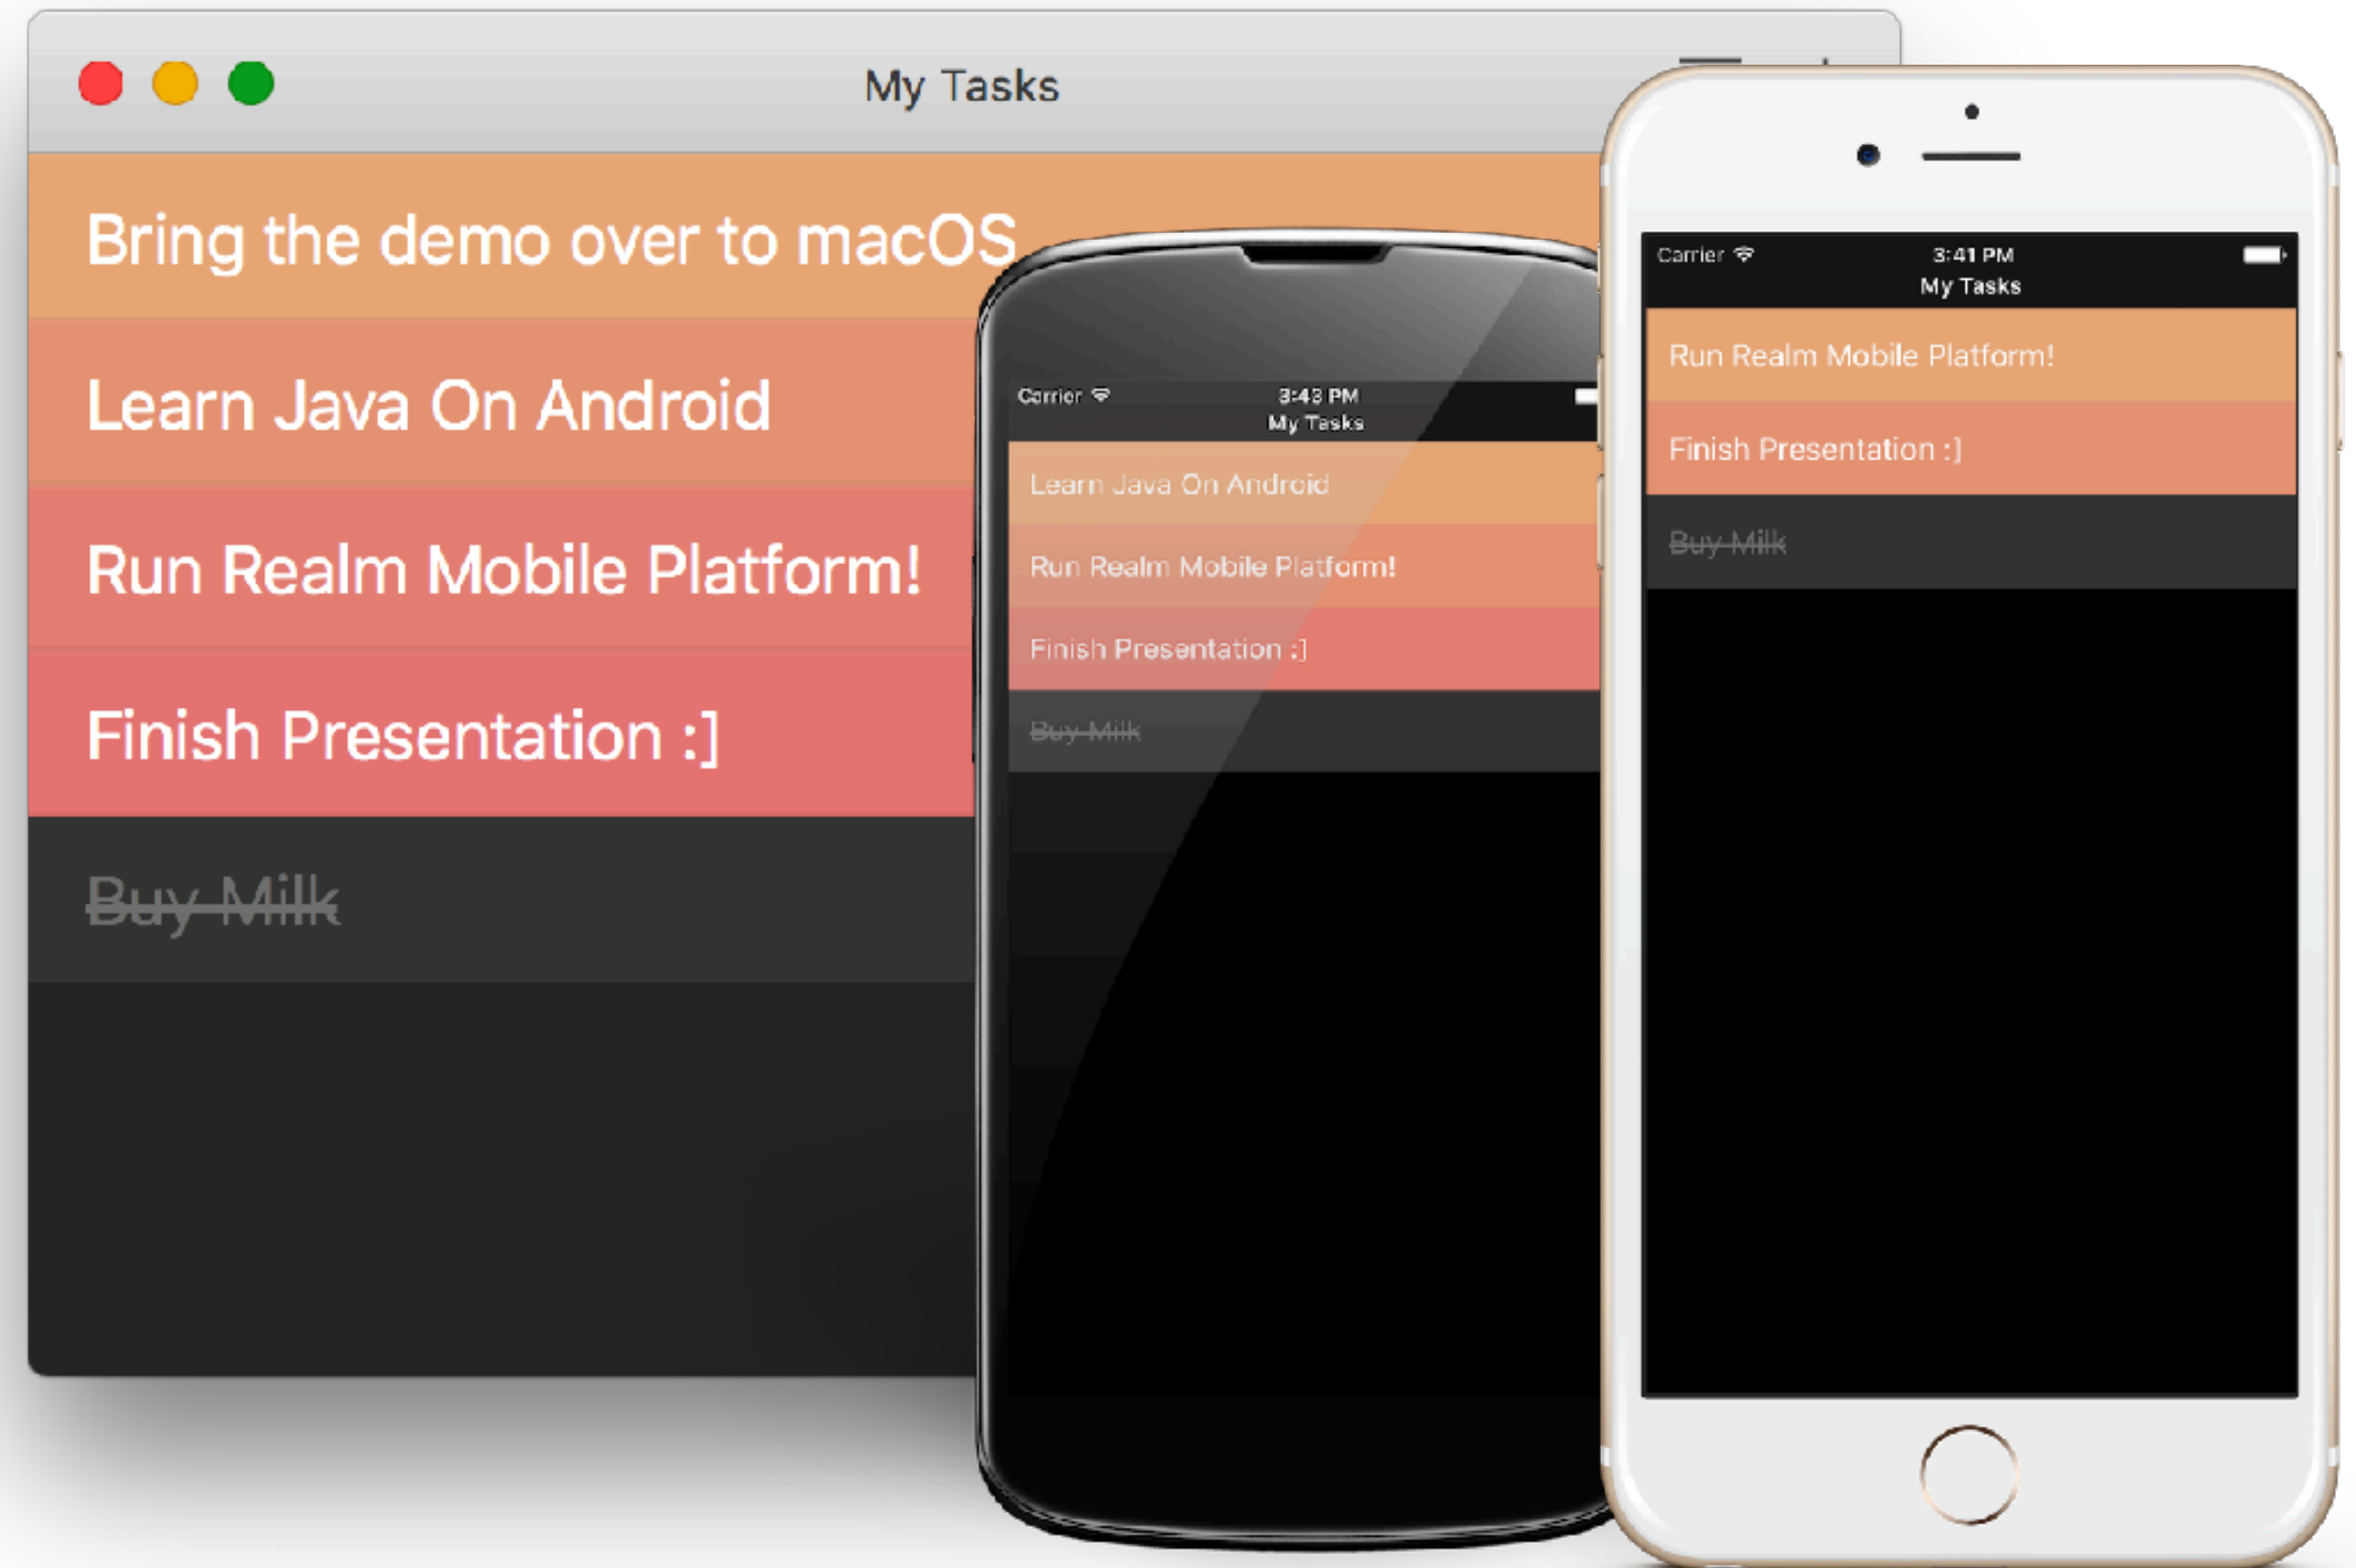 My Tasks
Bring the demo over to macOS
Learn Java On Android
Run Realm Mobile Platform!
Finish Presentation :]
Buy Milk
Carrier
3:43 PM
My Tasks
Learn Java On Android
Run Realm Mobile Platform!
Finish Presentation :]
Buy Milk
Carrier
3:41 PM
My Tasks
Run Realm Mobile Platform!
Finish Presentation :]
Buy Milk